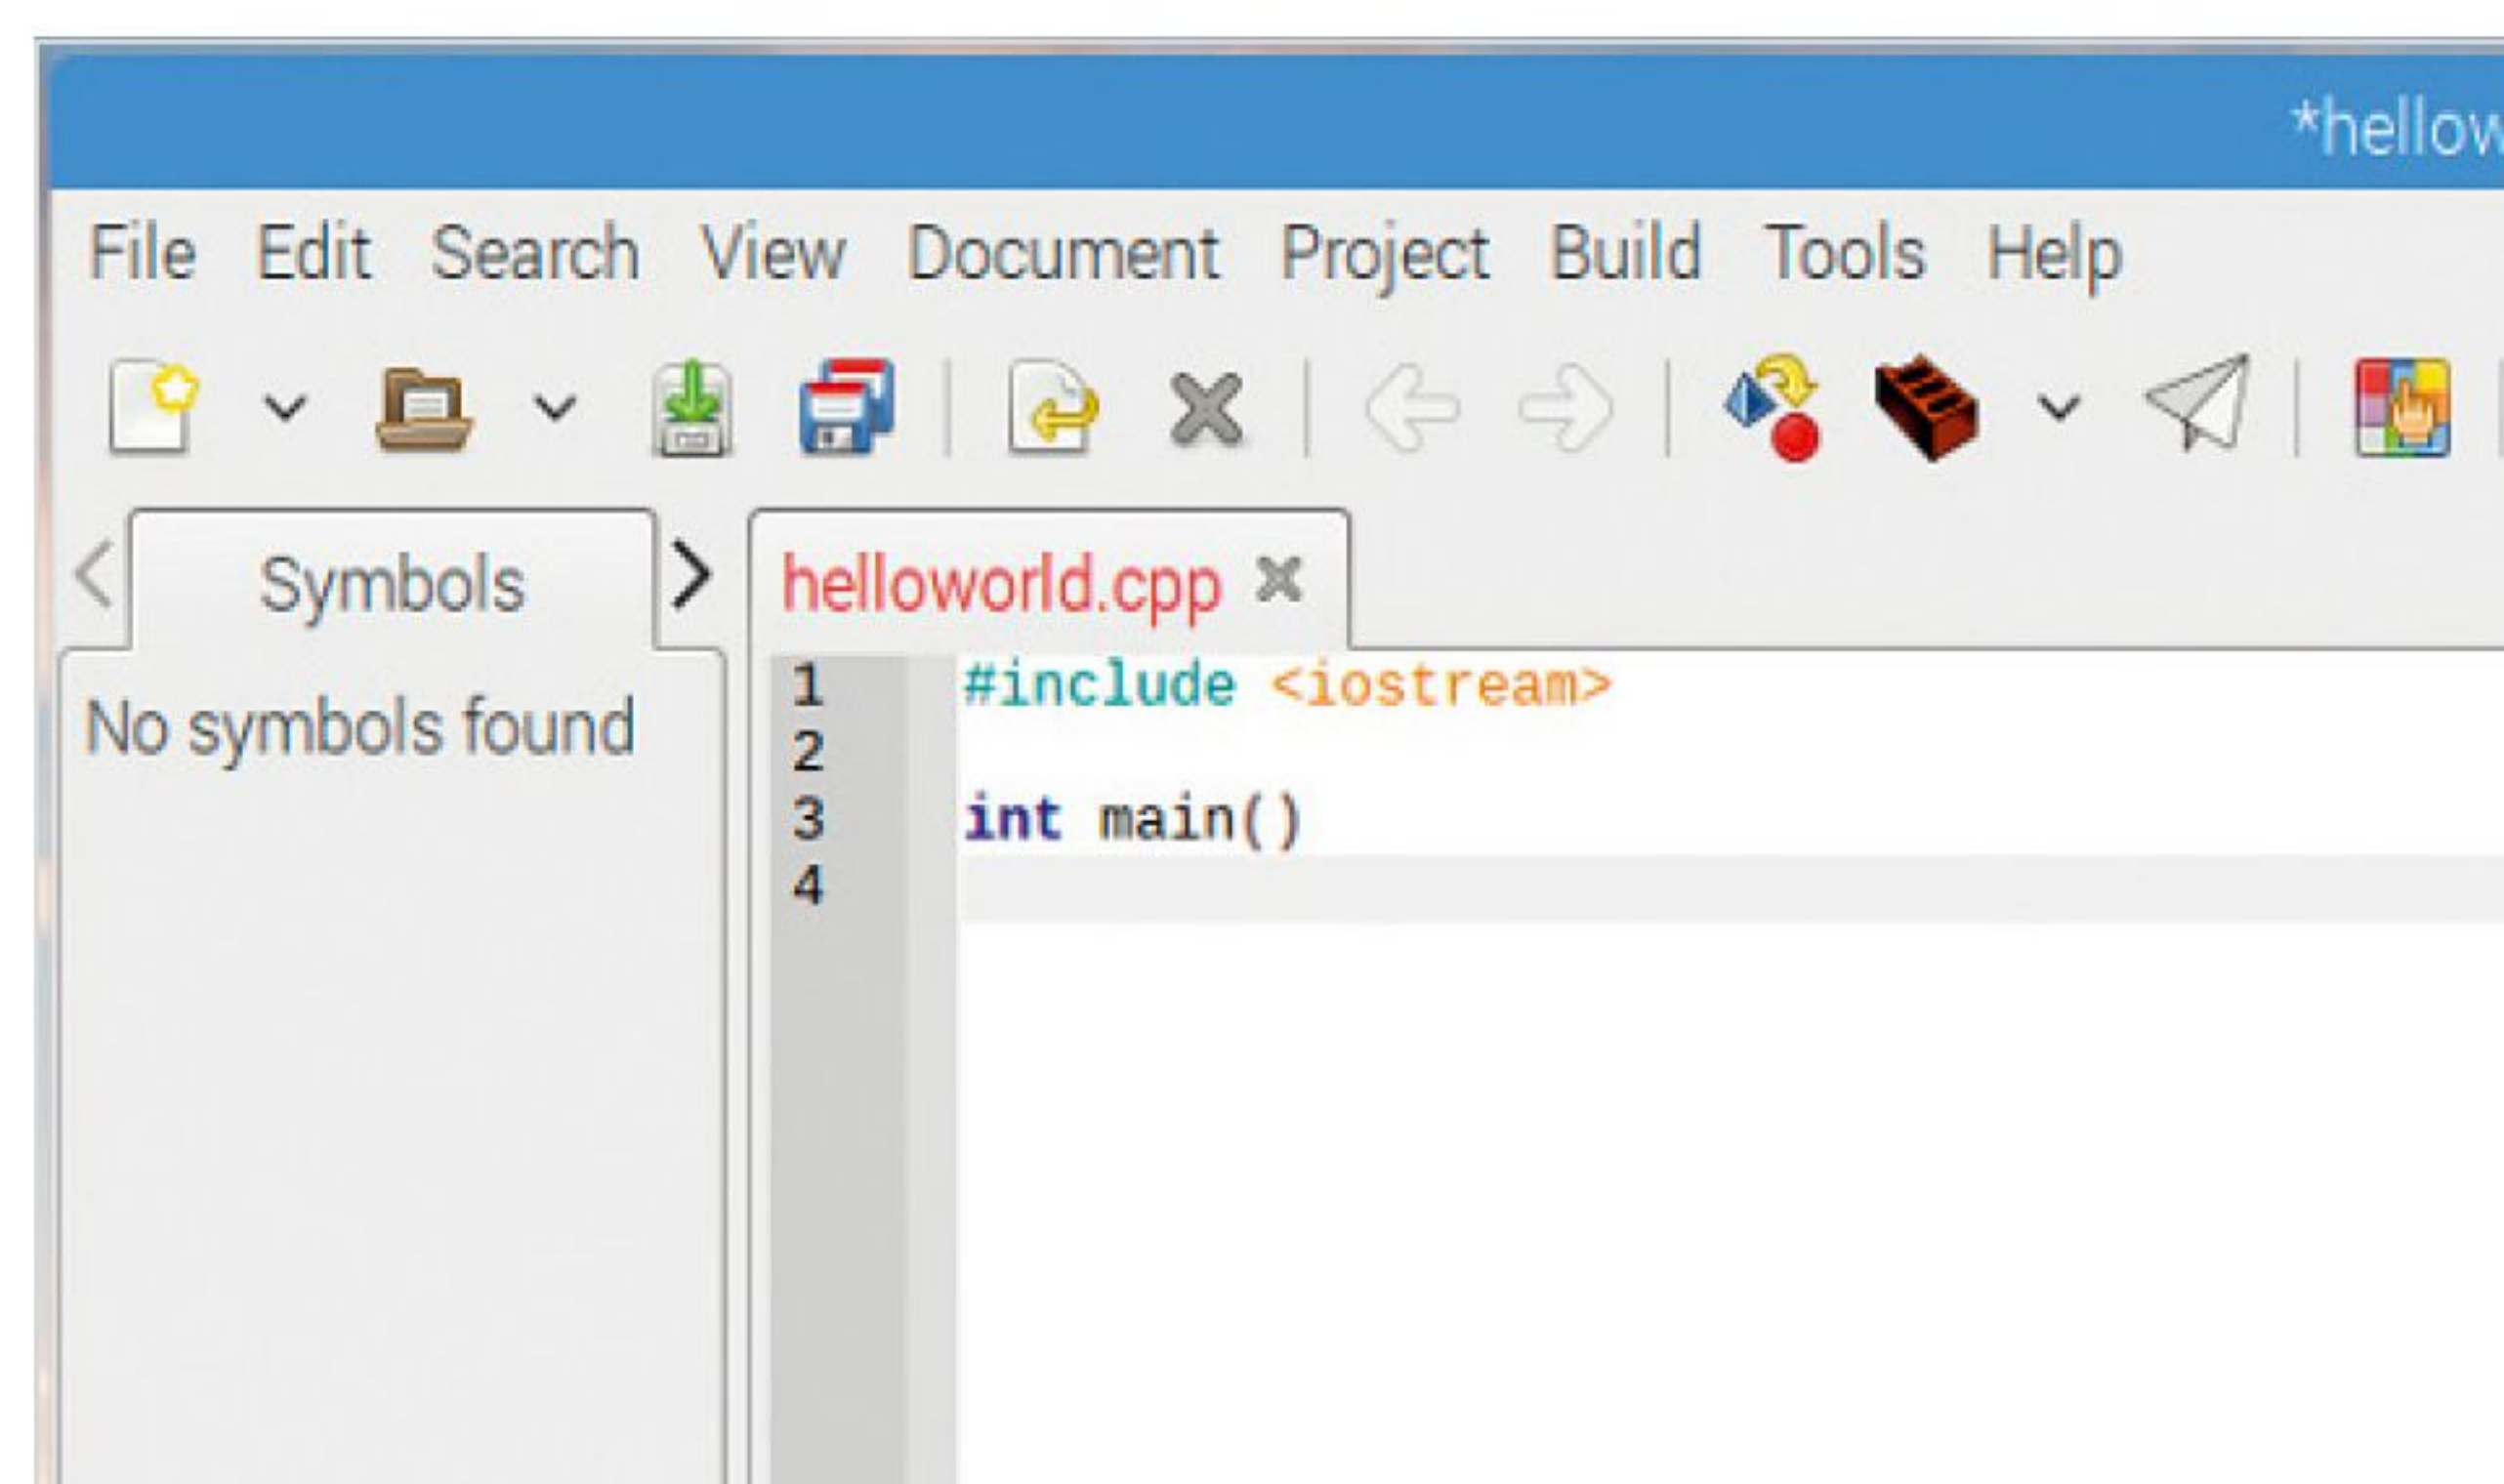 *hellow
File Edit Search View Document Project Build Tools Help
Symbols
helloworld.cpp
No symbols found
1 #include <iostream>
2
3 int main()
4